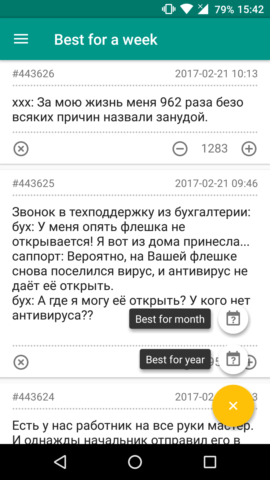 79% 15:42
Best for a week
#443626 2017-02-21 10:13
xxx: За мою жизнь меня 962 раза безо
всяких причин назвали занудой.
1283
#443625 2017-02-21 09:46
Звонок в техподдержку из бухгалтерии:
бух: У меня опять флешка не
открывается! Я вот из дома принесла...
саппорт: Вероятно, на Вашей флешке
снова поселился вирус, и антивирус не
даёт её открыть.
бух: А где я могу её открыть? У кого нет
антивируса??
Best for month
Best for year
#443624 2017-02
Есть у нас работник на все руки мастер.
И однажды начальник отправил его в